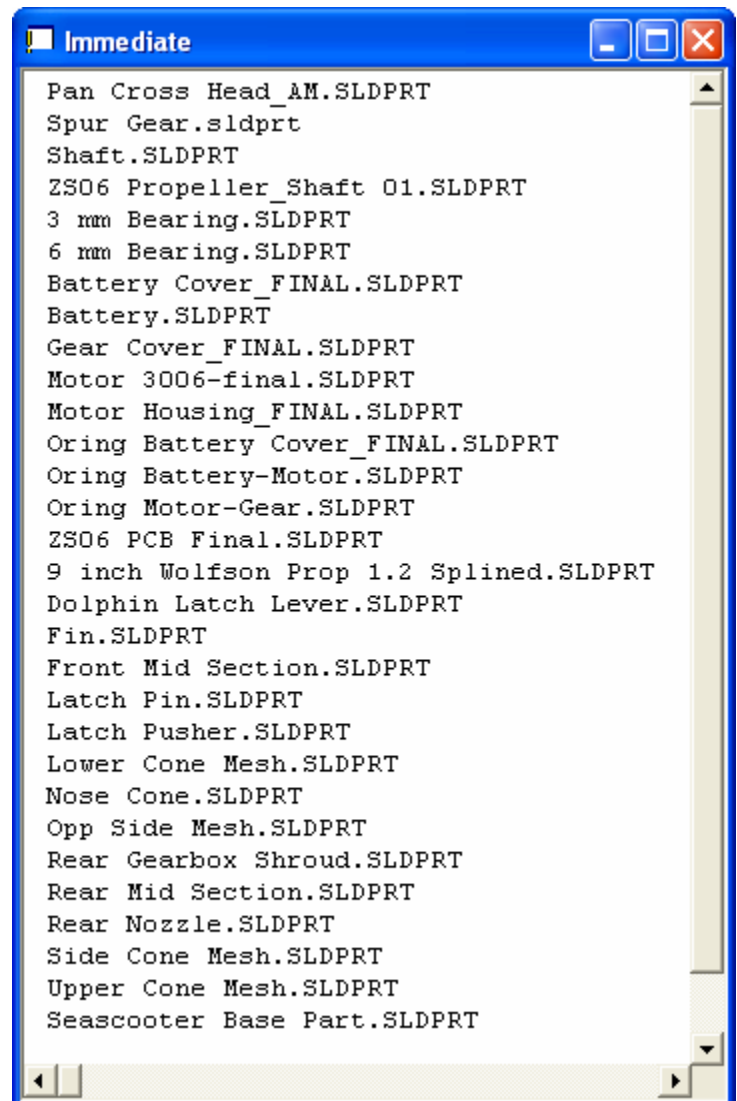 Immediate
Pan Cross Head_AM.SLDPRT
Spur Gear.sldprt
Shaft.SLDPRT
ZS06 Propeller_Shaft 01.SLDPRT
3 mm Bearing.SLDPRT
6 mm Bearing.SLDPRT
Battery Cover_FINAL.SLDPRT
Battery.SLDPRT
Gear Cover_FINAL.SLDPRT
Motor 3006-final.SLDPRT
Motor Housing_FINAL.SLDPRT
Oring Battery Cover_FINAL.SLDPRT
Oring Battery-Motor.SLDPRT
Oring Motor-Gear.SLDPRT
ZS06 PCB Final.SLDPRT
9 inch Wolfson Prop 1.2 Splined.SLDPRT
Dolphin Latch Lever.SLDPRT
Fin.SLDPRT
Front Mid Section.SLDPRT
Latch Pin.SLDPRT
Latch Pusher.SLDPRT
Lower Cone Mesh.SLDPRT
Nose Cone.SLDPRT
Opp Side Mesh.SLDPRT
Rear Gearbox Shroud.SLDPRT
Rear Mid Section.SLDPRT
Rear Nozzle.SLDPRT
Side Cone Mesh.SLDPRT
Upper Cone Mesh.SLDPRT
Seascooter Base Part.SLDPRT